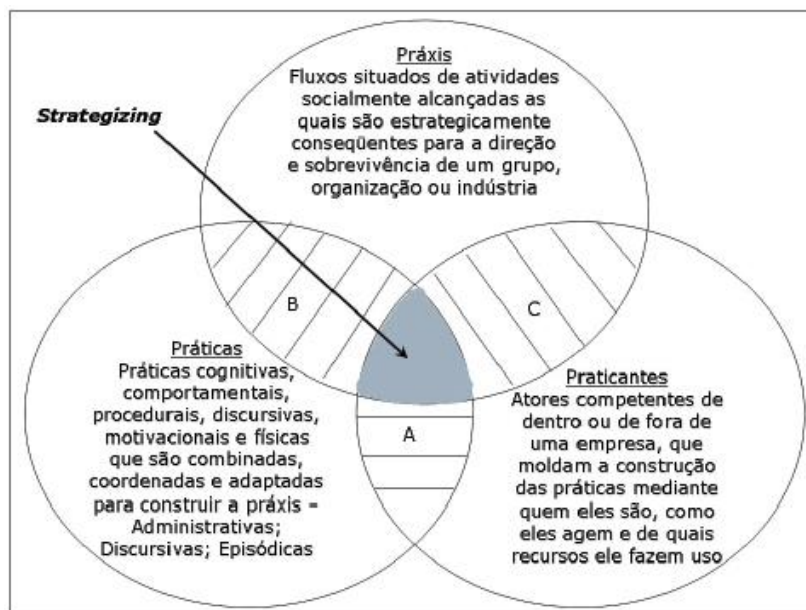 Práxis
Fluxos situados de atividades
socialmente alcançadas as
quais são estrategicamente
conseqüentes para a direção
e sobrevivência de um grupo,
organização ou indústria
Strategizing
B
C
Práticas
Práticas cognitivas,
comportamentais,
procedurais, discursivas,
motivacionais e físicas
que são combinadas,
coordenadas e adaptadas
para construir a práxis =
Administrativas;
Discursivas; Episódicas
A
Praticantes
Atores competentes de
dentro ou de fora de
uma empresa, que
moldam a construção
das práticas mediante
quem eles são, como
eles agem e de quais
recursos ele fazem uso